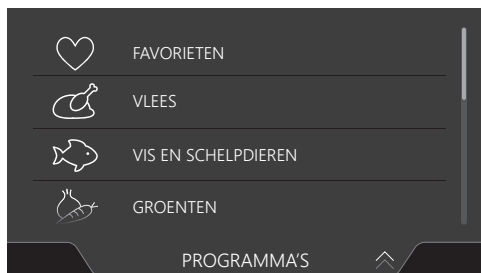 FAVORIETEN
VLEES
VIS EN SCHELPDIEREN
GROENTEN
PROGRAMMA'S